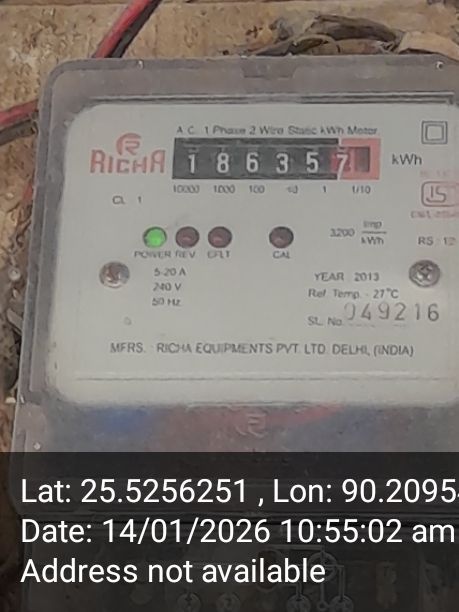 A.C. 1 Phase 2 Wire Static kWh Meter
RICHA
1 8 6 3 5 7
kWh
10000 1000 100 10 1 1/10
CL. 1
3200 Imp/kWh
POWER REV. E/LT CAL
RS : 12
5-20 A
240 V
50 Hz
YEAR : 2013
Ref. Temp. - 27°C
SL. No. 049216
MFRS. : RICHA EQUIPMENTS PVT. LTD. DELHI, (INDIA)
Lat: 25.5256251 , Lon: 90.2095
Date: 14/01/2026 10:55:02 am
Address not available